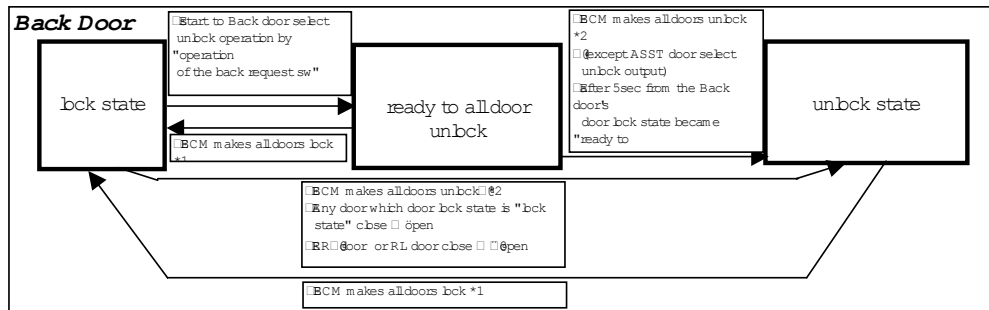 Back Door
Start to Back door select
unlock operation by
"operation
of the back request sw"
BCM makes all doors unlock
*2
(except ASST door select
unlock output)
After 5sec from the Back
door's
door lock state became
"ready to
lock state
ready to all door
unlock
unlock state
BCM makes all doors lock
*1
BCM makes all doors unlock *2
Any door which door lock state is "lock
state" close open
RR door or RL door close open
BCM makes all doors lock *1